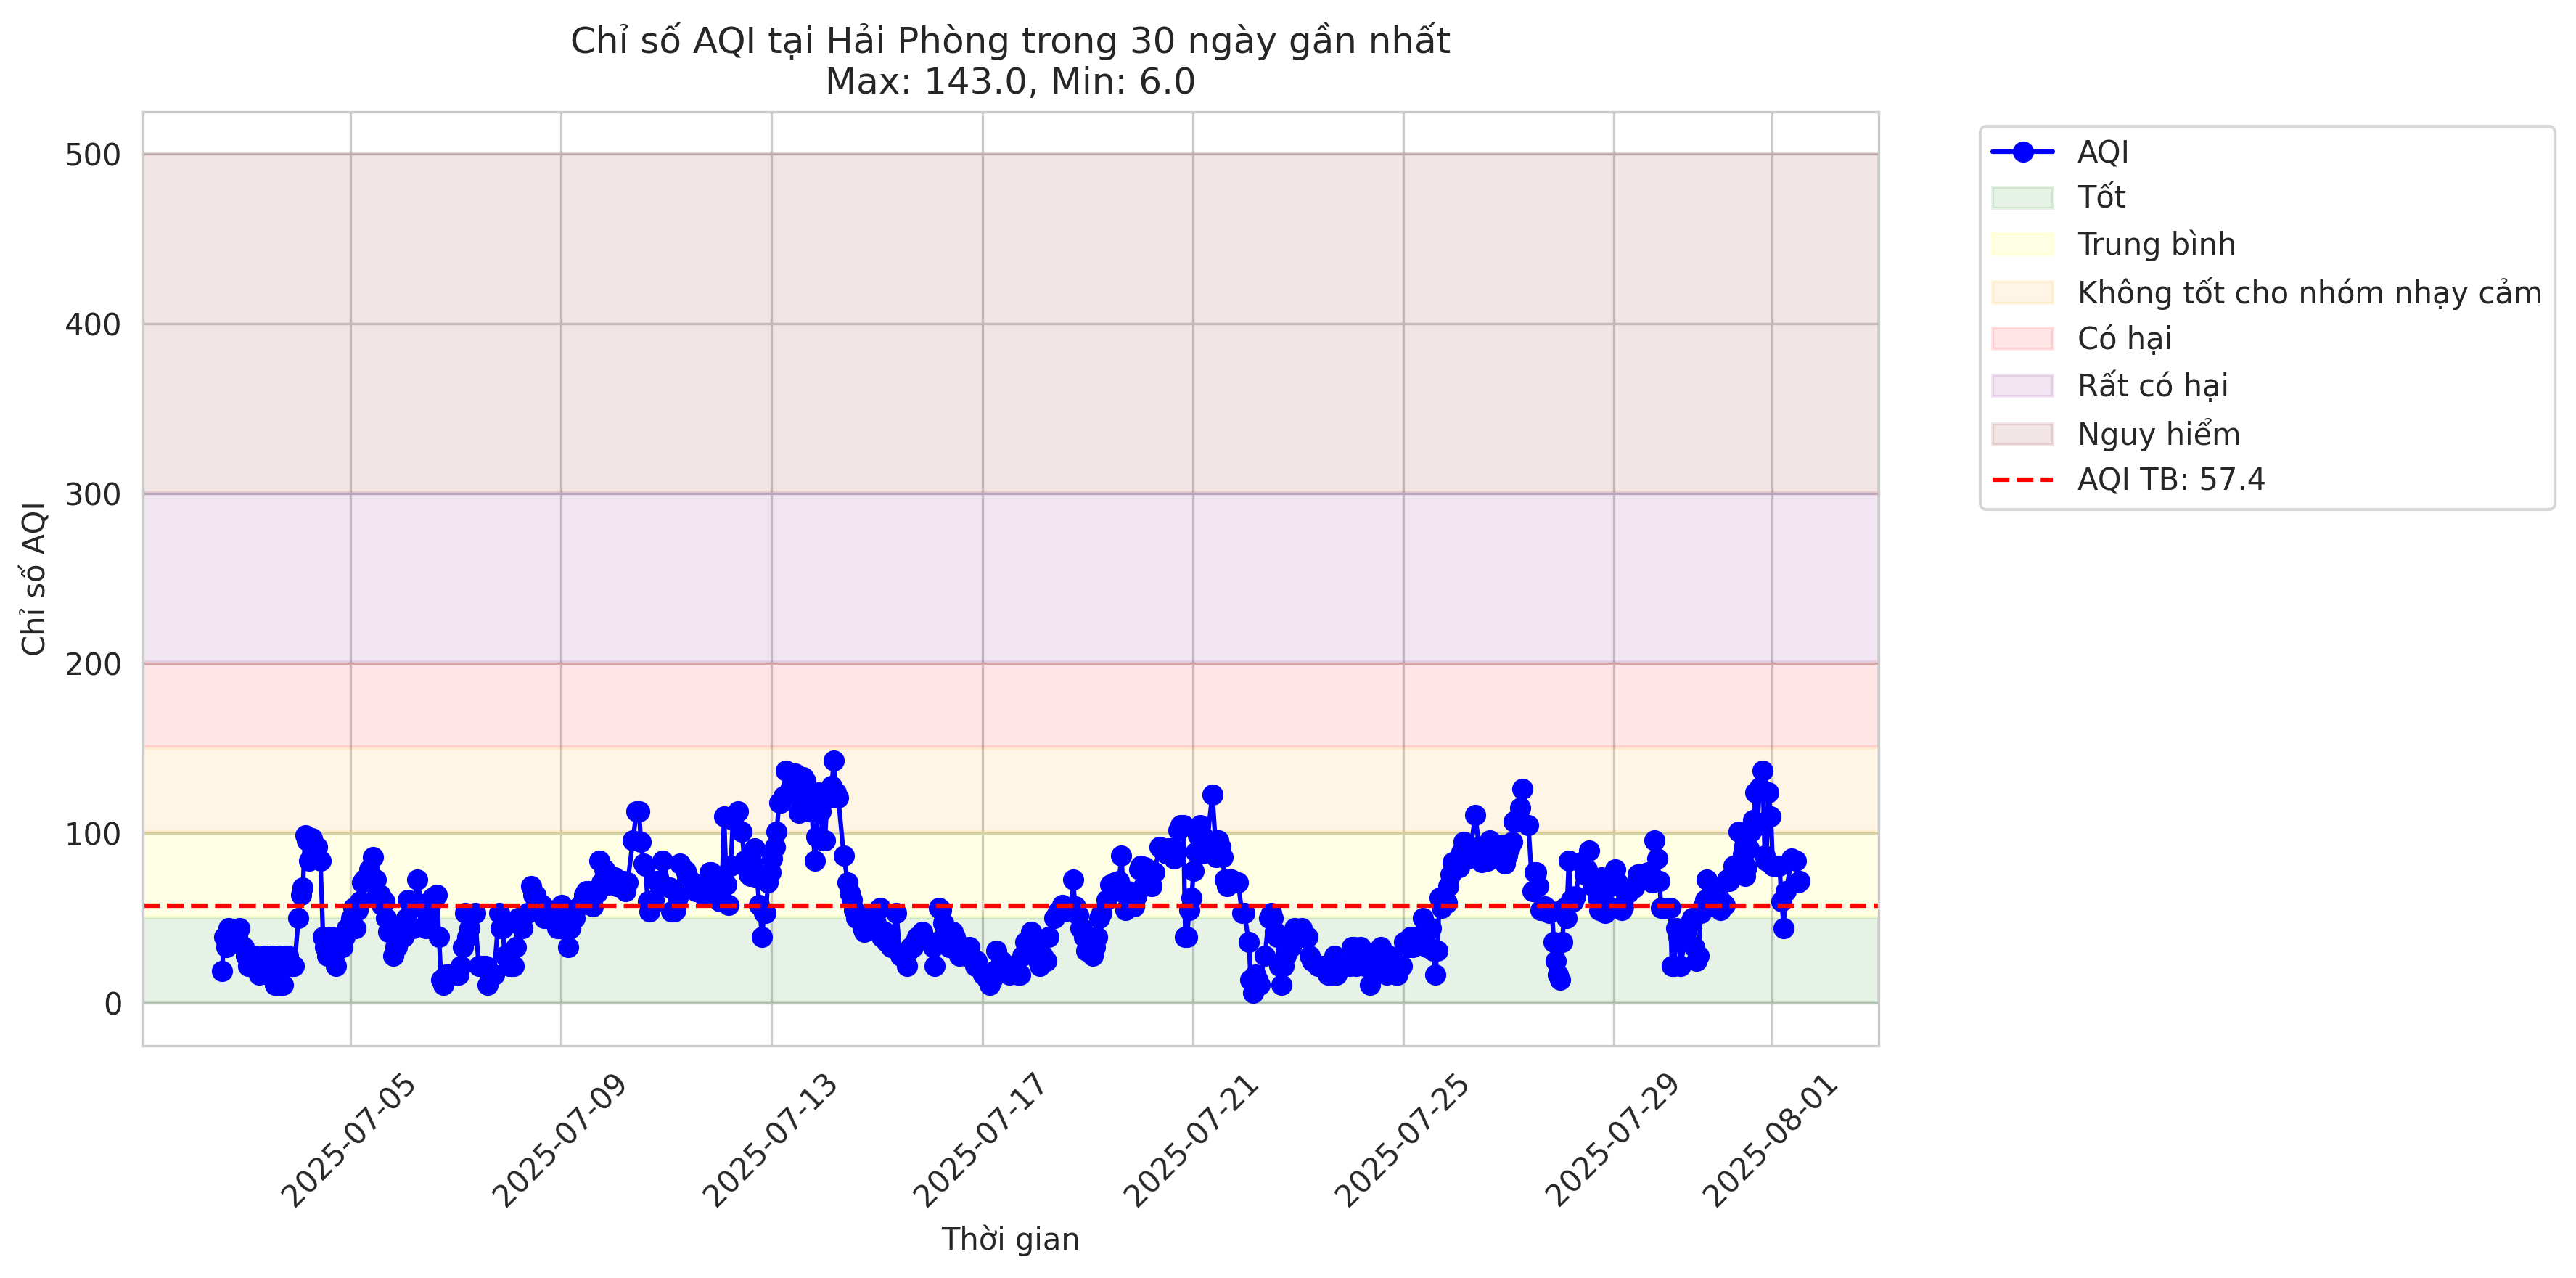 Chỉ số AQI tại Hải Phòng trong 30 ngày gần nhất
Max: 143.0, Min: 6.0
Chỉ số AQI
500
400
300
200
100
0
2025-07-05
2025-07-09
2025-07-13
2025-07-17
2025-07-21
2025-07-25
2025-07-29
2025-08-01
Thời gian
AQI
Tốt
Trung bình
Không tốt cho nhóm nhạy cảm
Có hại
Rất có hại
Nguy hiểm
AQI TB: 57.4